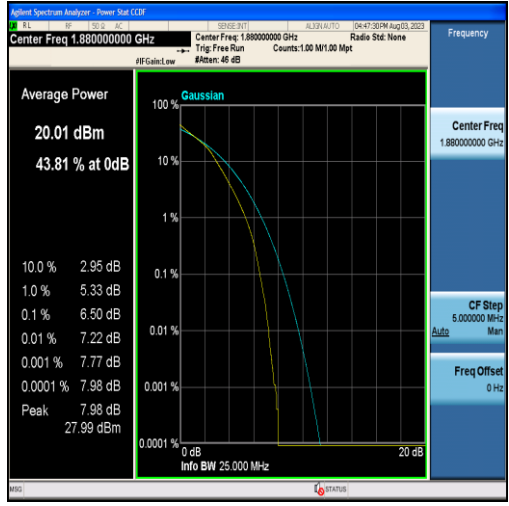 Agilent Spectrum Analyzer - Power Stat CCDF
RL RF 50 Ω AC SENSE:INT ALIGN AUTO 04:47:30 PM Aug 03, 2023
Center Freq 1.880000000 GHz
Center Freq: 1.880000000 GHz Radio Std: None
Trig: Free Run Counts:1.00 M/1.00 Mpt
#IFGain:Low #Atten: 46 dB
Frequency
Average Power
20.01 dBm
43.81 % at 0dB
10.0 % 2.95 dB
1.0 % 5.33 dB
0.1 % 6.50 dB
0.01 % 7.22 dB
0.001 % 7.77 dB
0.0001 % 7.98 dB
Peak 7.98 dB
27.99 dBm
Gaussian
100 %
10 %
1 %
0.1 %
0.01 %
0.001 %
0.0001 %
0 dB 20 dB
Info BW 25.000 MHz
Center Freq
1.880000000 GHz
CF Step
5.000000 MHz
Auto Man
Freq Offset
0 Hz
MSG STATUS